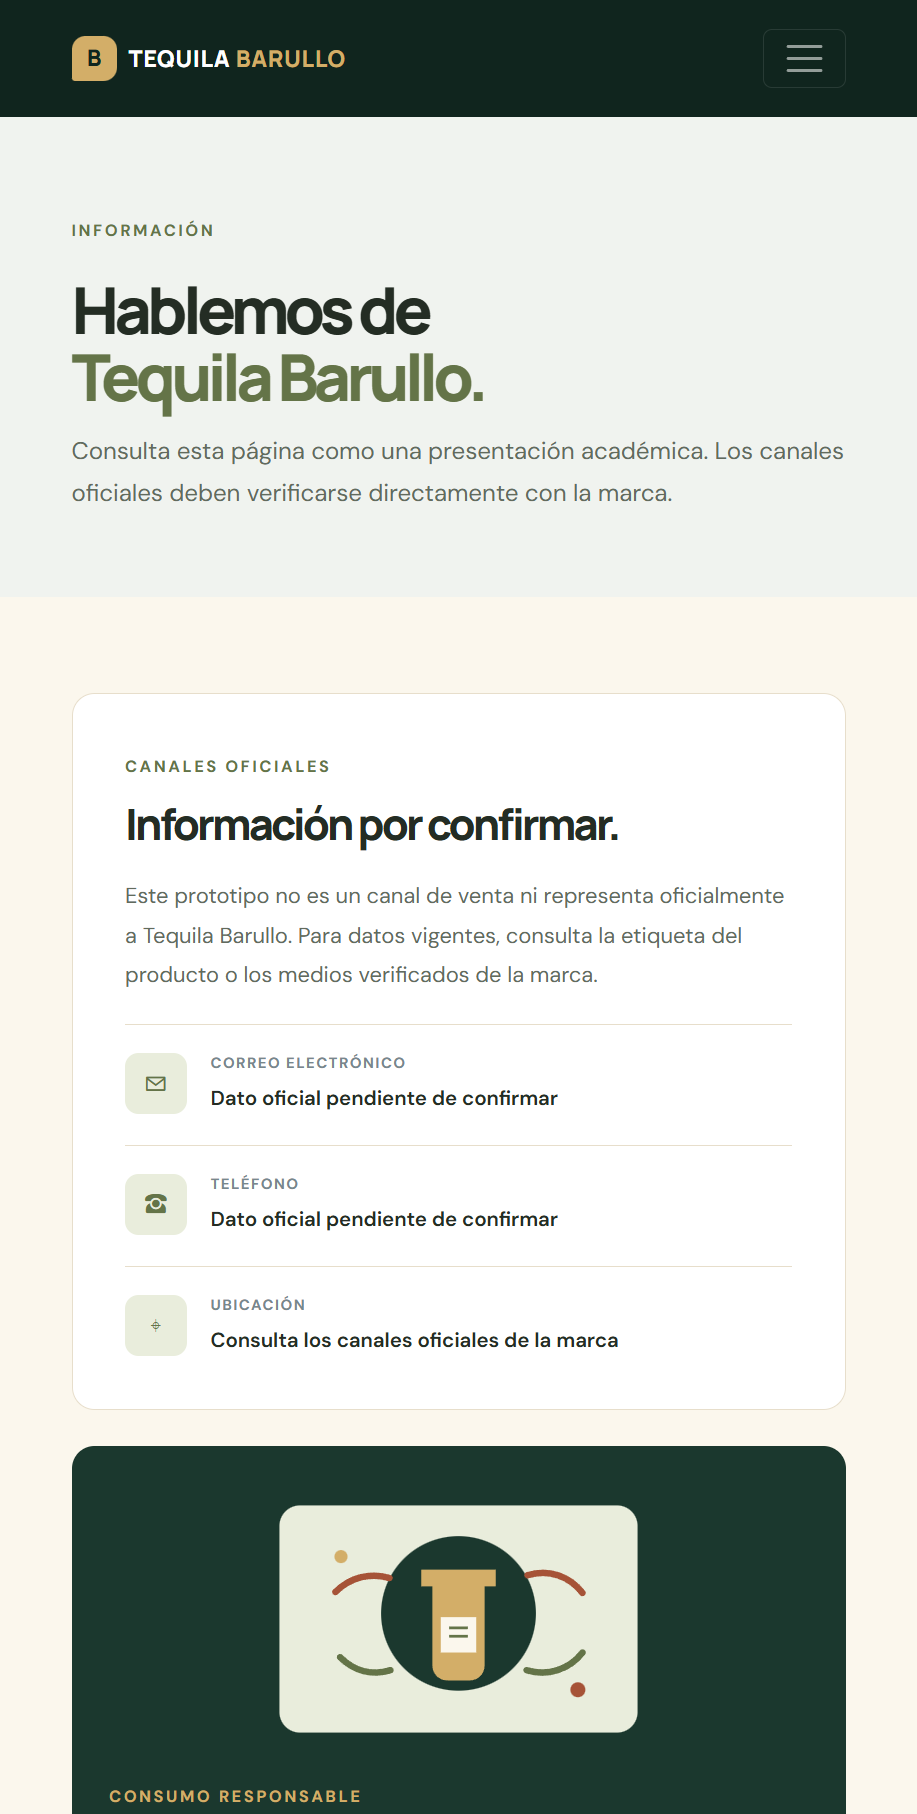 B TEQUILA BARULLO
INFORMACIÓN
Hablemos de
Tequila Barullo.
Consulta esta página como una presentación académica. Los canales
oficiales deben verificarse directamente con la marca.
CANALES OFICIALES
Información por confirmar.
Este prototipo no es un canal de venta ni representa oficialmente
a Tequila Barullo. Para datos vigentes, consulta la etiqueta del
producto o los medios verificados de la marca.
CORREO ELECTRÓNICO
Dato oficial pendiente de confirmar
TELÉFONO
Dato oficial pendiente de confirmar
UBICACIÓN
Consulta los canales oficiales de la marca
CONSUMO RESPONSABLE